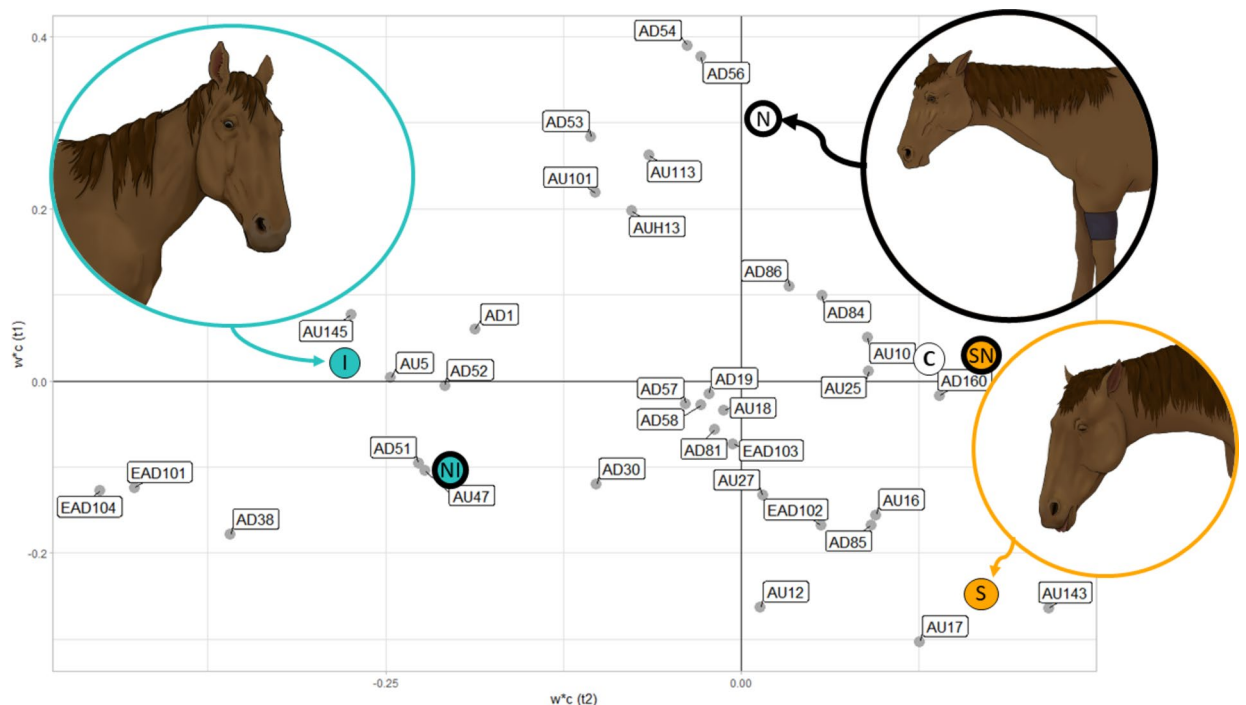 0.4
AD54
AD56
N
AD53
AU113
AU101
0.2
AUH13
AD86
AD84
AD1
AU145
I
AU5
AD52
AU10
C
SN
AU25
AD160
0.0
AD57
AD19
AD58
AU18
AD81
EAD103
AD51
NI
AU47
AD30
AU27
EAD101
EAD104
EAD102
AU16
AD38
AD85
-0.2
AU12
S
AU143
AU17
-0.25
0.00
w*c (t2)
w*c (t1)